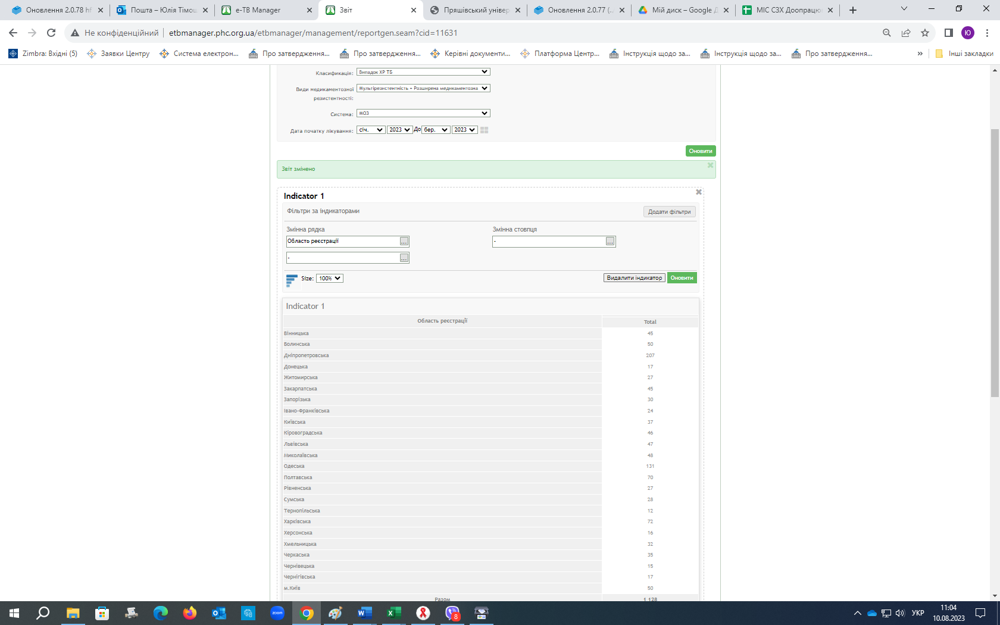 Оновлення 2.0.78 hf
Пошта – Юлія Тімош
e-TB Manager
Звіт
Пряшівський універ
Оновлення 2.0.77 (...
Мій диск – Google Д
МІС СЗХ Доопрацю
Не конфіденційний
etbmanager.phc.org.ua/etbmanager/management/reportgen.seam?cid=11631
Ю
Zimbra: Вхідні (5)
Заявки Центру
Система електрон...
Про затвердження...
Про затвердження...
Керівні документи...
Платформа Центр...
Інструкція щодо за...
Інструкція щодо за...
Про затвердження...
»
Інші закладки
Класифікація: Випадок ХР ТБ
Види медикаментозної Мультірезистентність + Розширена медикаментозна
резистентності:
Система: МОЗ
Дата початку лікування: січ. 2023 До бер. 2023
Оновити
Звіт змінено
Indicator 1
Фільтри за індикаторами
Додати фільтри
Змінна рядка
Змінна стовпця
Область реєстрації ...
- ...
- ...
Size: 100%
Видалити індикатор
Оновити
Indicator 1
Область реєстрації Total
Вінницька 45
Волинська 50
Дніпропетровська 207
Донецька 17
Житомирська 27
Закарпатська 45
Запорізька 30
Івано-Франківська 24
Київська 37
Кіровоградська 46
Львівська 47
Миколаївська 48
Одеська 131
Полтавська 70
Рівненська 27
Сумська 28
Тернопільська 12
Харківська 72
Херсонська 16
Хмельницька 32
Черкаська 35
Чернівецька 15
Чернігівська 17
м.Київ 50
Разом 1 128
zoom
8
УКР
11:04
10.08.2023